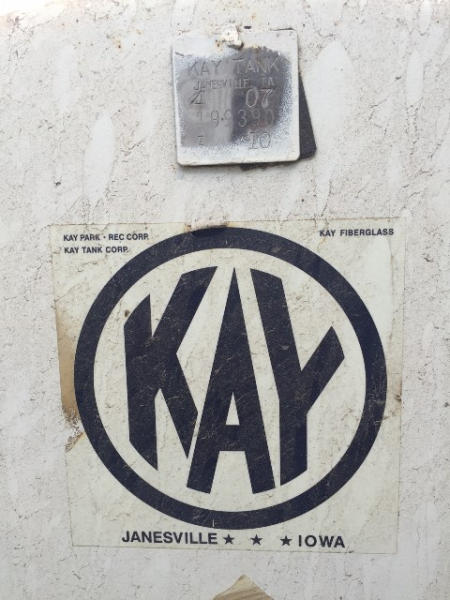 KAY TANK
JANESVILLE, IA
4 07
199390
10
KAY PARK - REC CORP.
KAY TANK CORP.
KAY FIBERGLASS
KAY
JANESVILLE ★ ★ ★ IOWA